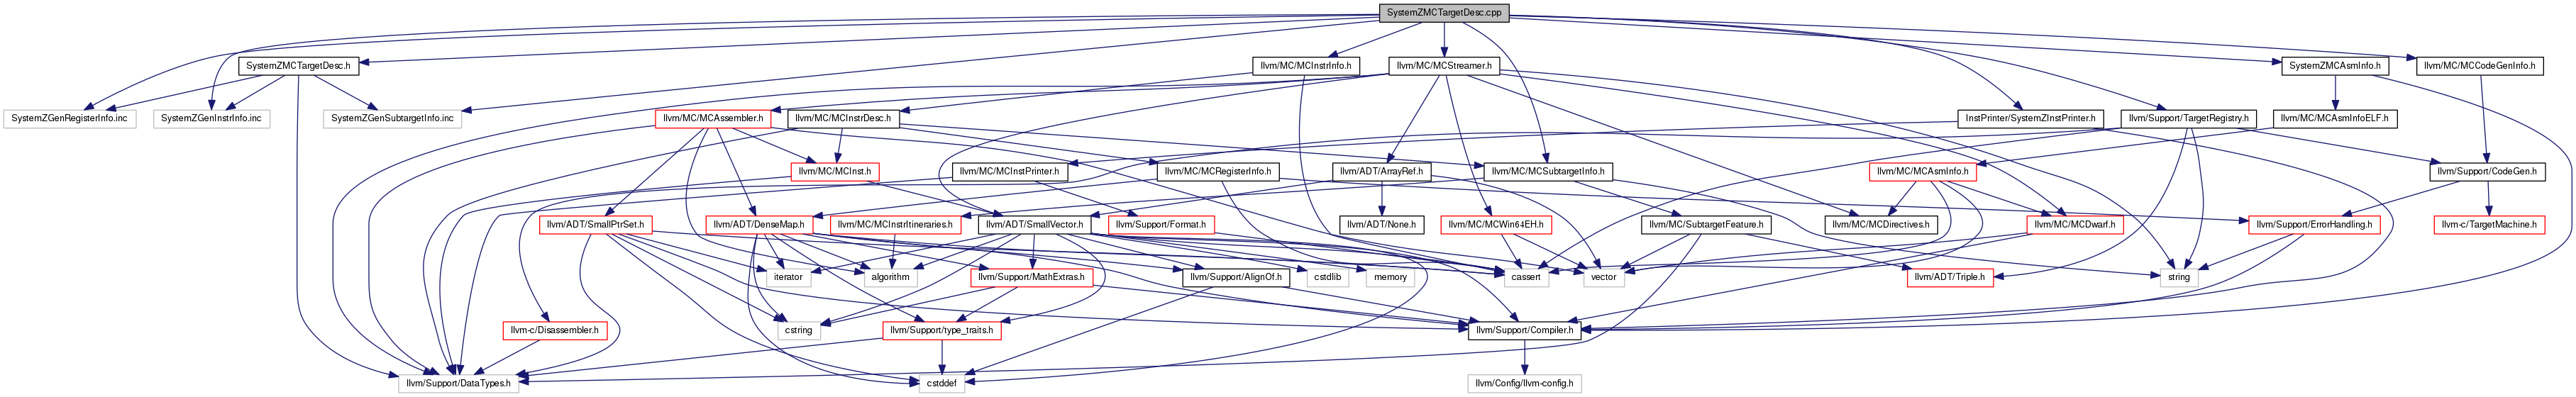 SystemZMCTargetDesc.cpp
SystemZMCTargetDesc.h
llvm/MC/MCInstrInfo.h
llvm/MC/MCStreamer.h
SystemZMCAsmInfo.h
llvm/MC/MCCodeGenInfo.h
SystemZGenRegisterInfo.inc
SystemZGenInstrInfo.inc
SystemZGenSubtargetInfo.inc
llvm/MC/MCAssembler.h
llvm/MC/MCInstrDesc.h
InstPrinter/SystemZInstPrinter.h
llvm/Support/TargetRegistry.h
llvm/MC/MCAsmInfoELF.h
llvm/MC/MCInst.h
llvm/MC/MCInstPrinter.h
llvm/MC/MCRegisterInfo.h
llvm/ADT/ArrayRef.h
llvm/MC/MCSubtargetInfo.h
llvm/MC/MCAsmInfo.h
llvm/Support/CodeGen.h
llvm/ADT/SmallPtrSet.h
llvm/ADT/DenseMap.h
llvm/MC/MCInstrItineraries.h
llvm/ADT/SmallVector.h
llvm/Support/Format.h
llvm/ADT/None.h
llvm/MC/MCWin64EH.h
llvm/MC/SubtargetFeature.h
llvm/MC/MCDirectives.h
llvm/MC/MCDwarf.h
llvm/Support/ErrorHandling.h
llvm-c/TargetMachine.h
iterator
algorithm
llvm/Support/MathExtras.h
llvm/Support/AlignOf.h
cstdlib
memory
cassert
vector
llvm/ADT/Triple.h
string
llvm-c/Disassembler.h
cstring
llvm/Support/type_traits.h
llvm/Support/Compiler.h
llvm/Support/DataTypes.h
cstddef
llvm/Config/llvm-config.h